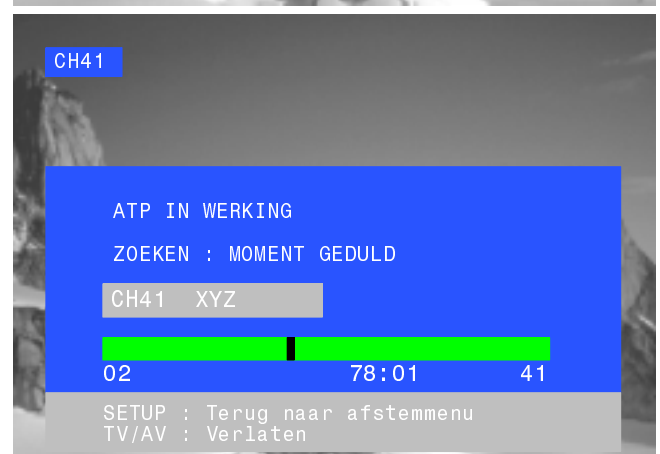 CH41
ATP IN WERKING
ZOEKEN : MOMENT GEDULD
CH41 XYZ
02 78:01 41
SETUP : Terug naar afstemmenu
TV/AV : Verlaten